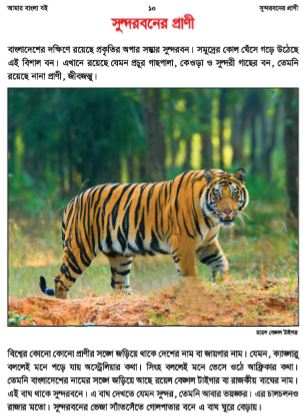 আমার বাংলা বই
১০
সুন্দরবনের প্রাণী
সুন্দরবনের প্রাণী
বাংলাদেশের দক্ষিণে রয়েছে প্রকৃতির অপার সম্ভার সুন্দরবন। সমুদ্রের কোল ঘেঁসে গড়ে উঠেছে
এই বিশাল বন। এখানে রয়েছে যেমন প্রচুর গাছপালা, কেওড়া ও সুন্দরী গাছের বন, তেমনি
রয়েছে নানা প্রাণী, জীবজন্তু।
রয়েল বেঙ্গল টাইগার
বিশ্বের কোনো কোনো প্রাণীর সঙ্গে জড়িয়ে থাকে দেশের নাম বা জায়গার নাম। যেমন, ক্যাঙ্গারু
বললেই মনে পড়ে যায় অস্ট্রেলিয়ার কথা। সিংহ বললেই মনে ভেসে ওঠে আফ্রিকার কথা।
তেমনি বাংলাদেশের নামের সঙ্গে জড়িয়ে আছে রয়েল বেঙ্গল টাইগার বা রাজকীয় বাঘের নাম।
এই বাঘ থাকে সুন্দরবনে। এ বাঘ দেখতে যেমন সুন্দর, তেমনি আবার ভয়ঙ্কর। এর চালচলনও
রাজার মতো। সুন্দরবনের ভেজা স্যাঁতসেঁতে গোলপাতার বনে এ বাঘ ঘুরে বেড়ায়।